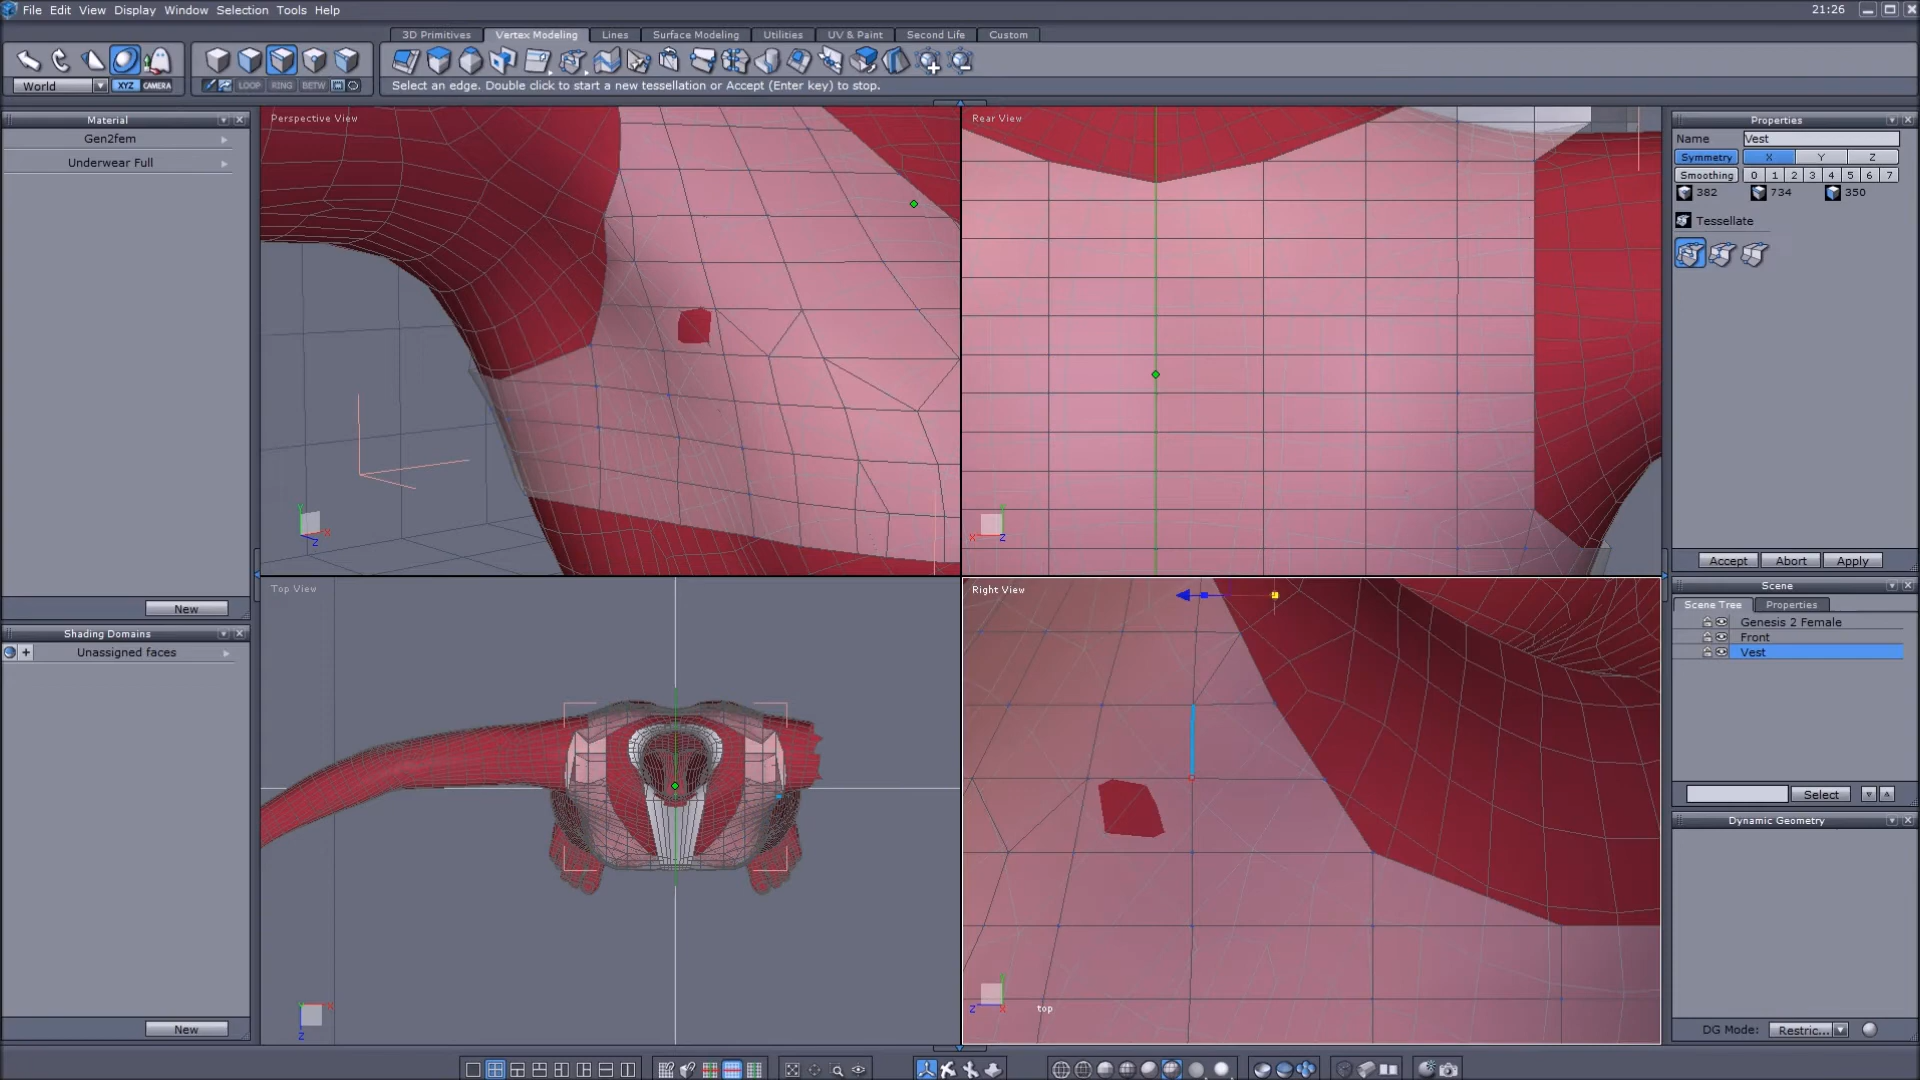 File Edit View Display Window Selection Tools Help
21:26
3D Primitives Vertex Modeling Lines Surface Modeling Utilities UV & Paint Second Life Custom
World XYZ CAMERA LOOP RING BETW
Select an edge. Double click to start a new tessellation or Accept (Enter key) to stop.
Material
Gen2fem
Underwear Full
New
Shading Domains
Unassigned faces
New
Perspective View
Y
X
Z
Rear View
X Z
Top View
X
Z
Right View
Y
Z X
top
Properties
Name Vest
Symmetry X Y Z
Smoothing 0 1 2 3 4 5 6 7
382 734 350
Tessellate
Accept Abort Apply
Scene
Scene Tree Properties
Genesis 2 Female
Front
Vest
Select
Dynamic Geometry
DG Mode: Restric...